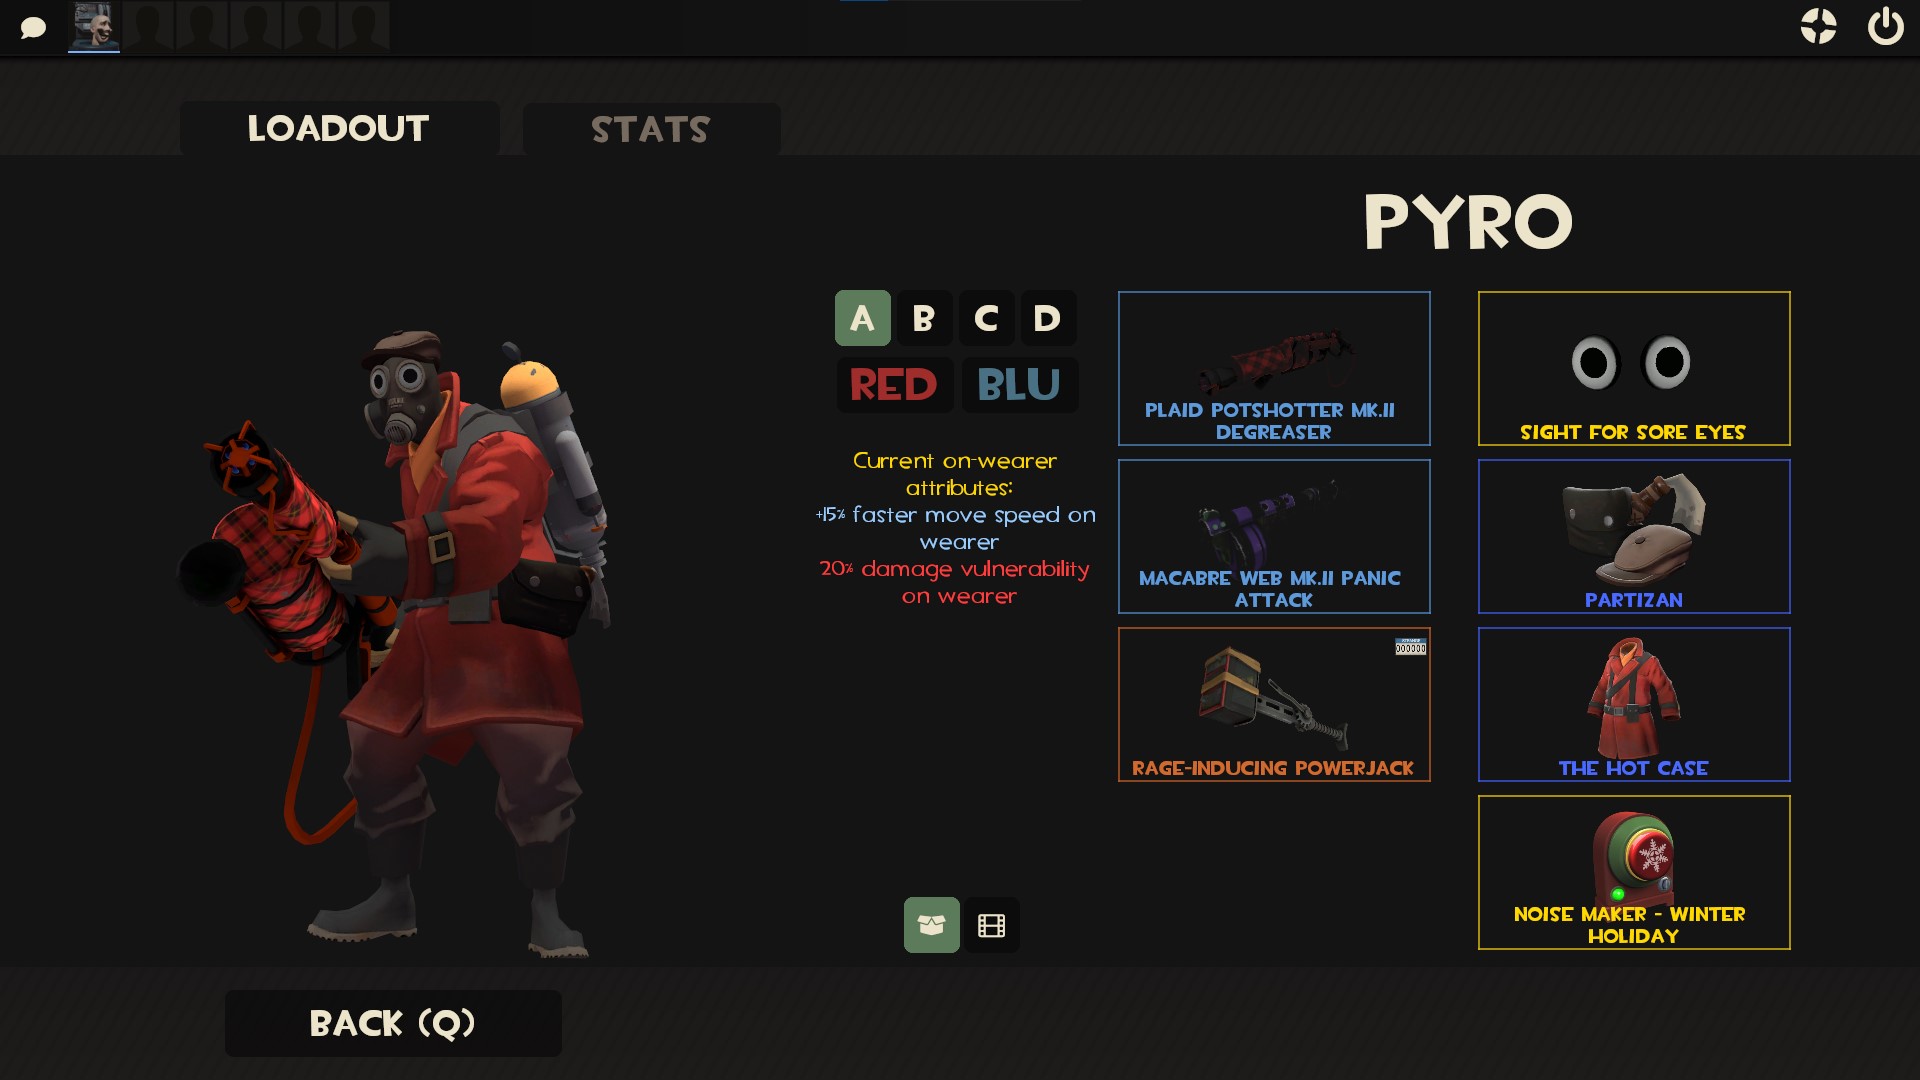 LOADOUT
STATS
PYRO
A B C D
RED BLU
Current on-wearer
attributes:
+15% faster move speed on
wearer
20% damage vulnerability
on wearer
PLAID POTSHOTTER MK.II
DEGREASER
SIGHT FOR SORE EYES
MACABRE WEB MK.II PANIC
ATTACK
PARTIZAN
STRANGE
000000
RAGE-INDUCING POWERJACK
THE HOT CASE
NOISE MAKER - WINTER
HOLIDAY
BACK (Q)